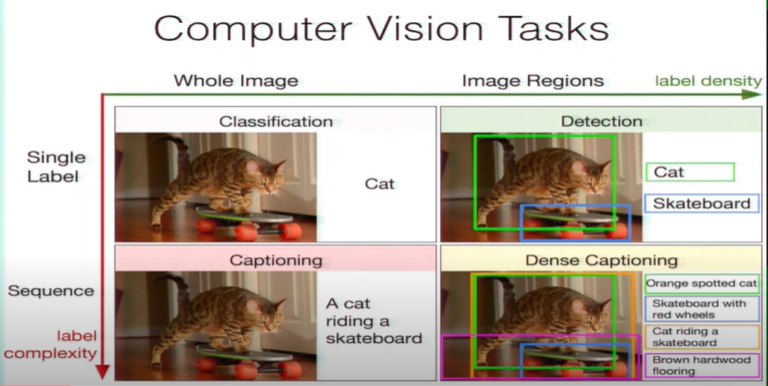 Computer Vision Tasks
Whole Image
Image Regions
label density
Single
Label
Classification
Cat
Detection
Cat
Skateboard
Sequence
label
complexity
Captioning
A cat
riding a
skateboard
Dense Captioning
Orange spotted cat
Skateboard with
red wheels
Cat riding a
skateboard
Brown hardwood
flooring